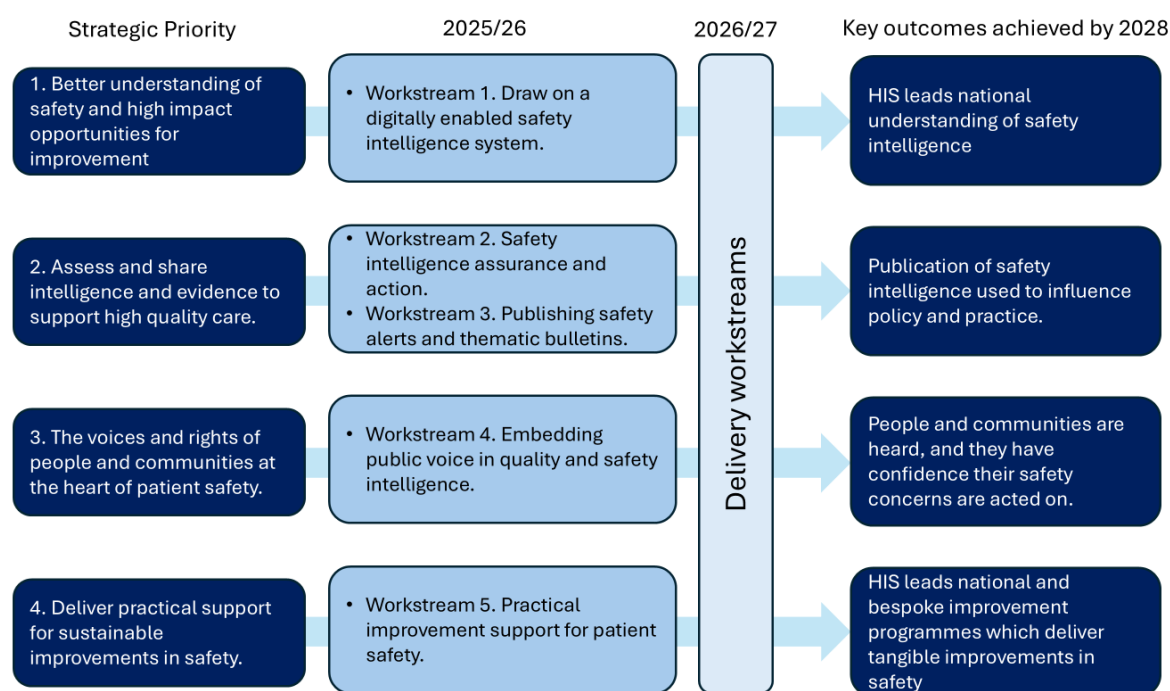 Strategic Priority
2025/26
2026/27
Key outcomes achieved by 2028
1. Better understanding of
safety and high impact
opportunities for
improvement
• Workstream 1. Draw on a
digitally enabled safety
intelligence system.
HIS leads national
understanding of safety
intelligence
2. Assess and share
intelligence and evidence to
support high quality care.
• Workstream 2. Safety
intelligence assurance and
action.
• Workstream 3. Publishing safety
alerts and thematic bulletins.
Delivery workstreams
Publication of safety
intelligence used to influence
policy and practice.
3. The voices and rights of
people and communities at
the heart of patient safety.
• Workstream 4. Embedding
public voice in quality and safety
intelligence.
People and communities are
heard, and they have
confidence their safety
concerns are acted on.
4. Deliver practical support
for sustainable
improvements in safety.
• Workstream 5. Practical
improvement support for patient
safety.
HIS leads national and
bespoke improvement
programmes which deliver
tangible improvements in
safety